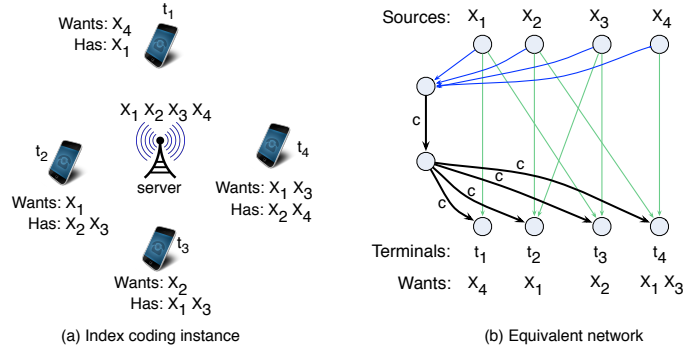 t1
Wants: X4
Has: X1
X1 X2 X3 X4
server
t2
Wants: X1
Has: X2 X3
t4
Wants: X1 X3
Has: X2 X4
t3
Wants: X2
Has: X1 X3
(a) Index coding instance
Sources: X1 X2 X3 X4
c
c c c c
Terminals: t1 t2 t3 t4
Wants: X4 X1 X2 X1 X3
(b) Equivalent network